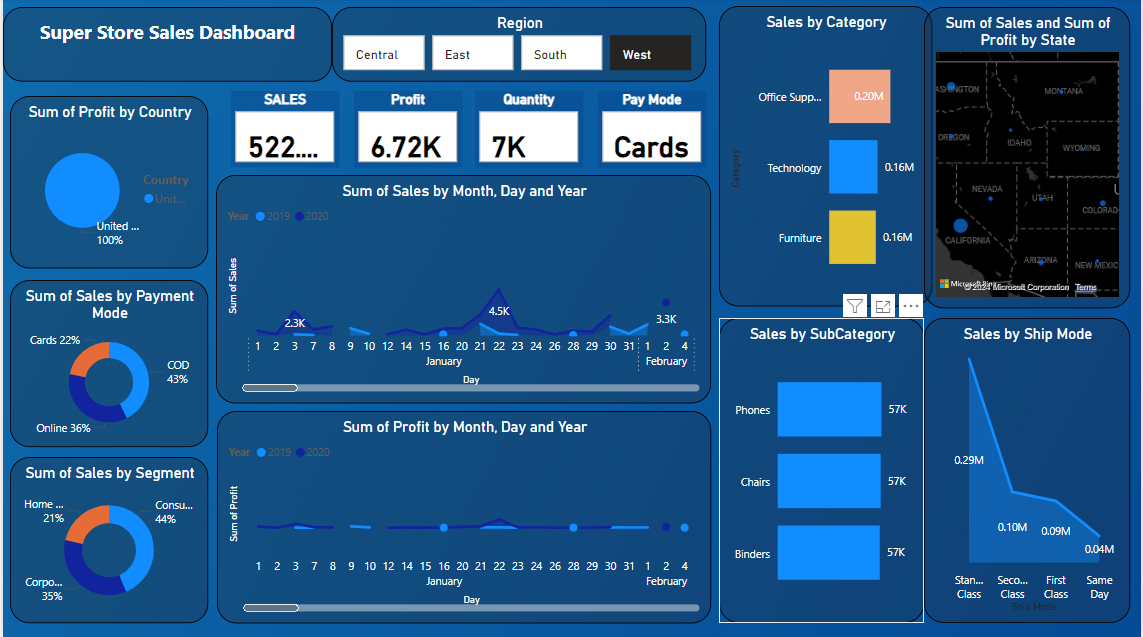 Super Store Sales Dashboard
Region
Central
East
South
West
SALES
522....
Profit
6.72K
Quantity
7K
Pay Mode
Cards
Sum of Profit by Country
Country
Unit...
United ...
100%
Sum of Sales by Payment
Mode
Cards 22%
COD
43%
Online 36%
Sum of Sales by Segment
Home ...
21%
Consu...
44%
Corpo...
35%
Sum of Sales by Month, Day and Year
Year 2019 2020
Sum of Sales
2.3K
4.5K
3.3K
1 2 3 7 8 9 10 12 14 15 16 20 21 22 23 24 26 27 28 29 30 31 1 2 4
January February
Day
Sum of Profit by Month, Day and Year
Year 2019 2020
Sum of Profit
1 2 3 7 8 9 10 12 14 15 16 20 21 22 23 24 26 27 28 29 30 31 1 2 4
January February
Day
Sales by Category
Category
Office Supp...
0.20M
Technology
0.16M
Furniture
0.16M
Sum of Sales and Sum of
Profit by State
ASHINGTON
MONTANA
OREGON
IDAHO
WYOMING
NEVADA
UTAH
COLORAD
CALIFORNIA
ARIZONA
NEW MEXIC
Microsoft Bing
© 2024 Microsoft Corporation Terms
Sales by SubCategory
Phones
57K
Chairs
57K
Binders
57K
Sales by Ship Mode
0.29M
0.10M
0.09M
0.04M
Stan... Seco... First Same
Class Class Class Day
Ship Mode